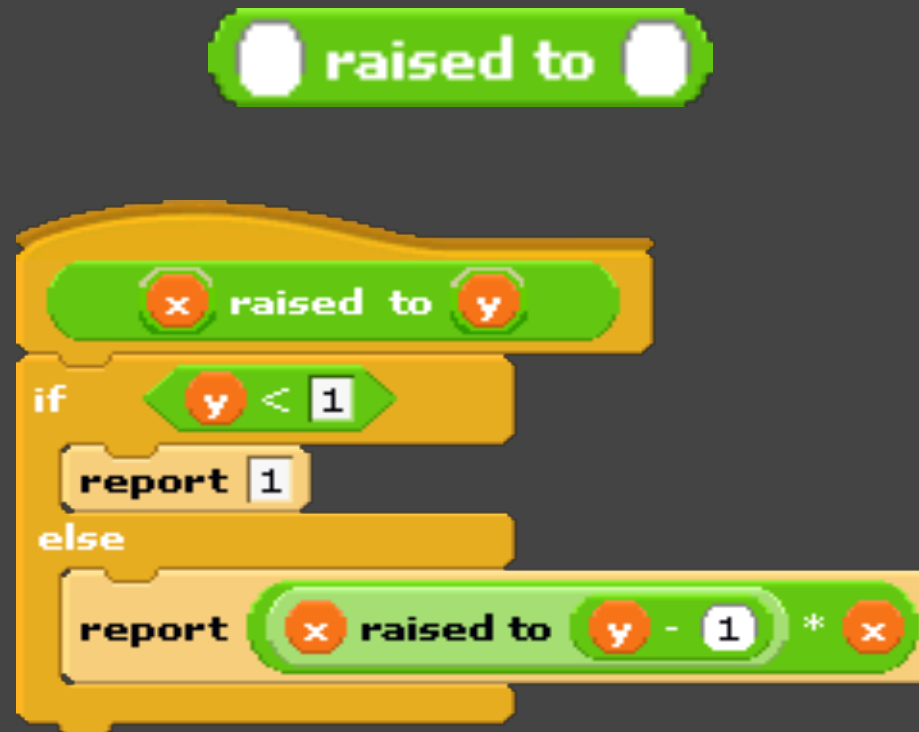 raised to
x raised to y
if y < 1
report 1
else
report x raised to y - 1 * x